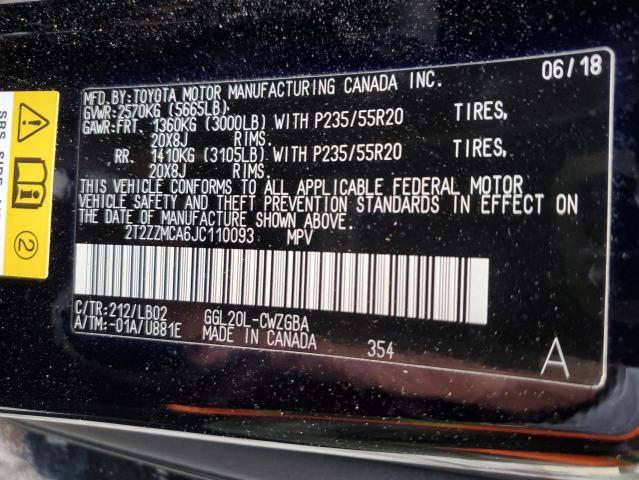 06/18
MFD.BY:TOYOTA MOTOR MANUFACTURING CANADA INC.
GVWR:2570KG (5665LB).
GAWR:FRT. 1360KG (3000LB) WITH P235/55R20 TIRES,
20X8J RIMS.
RR. 1410KG (3105LB) WITH P235/55R20 TIRES,
20X8J RIMS.
THIS VEHICLE CONFORMS TO ALL APPLICABLE FEDERAL MOTOR
VEHICLE SAFETY AND THEFT PREVENTION STANDARDS IN EFFECT ON
THE DATE OF MANUFACTURE SHOWN ABOVE.
2T2ZZMCA6JC110093 MPV
C/TR:212/LB02 GGL20L-CWZGBA
A/TM:-01A/U881E MADE IN CANADA 354
A
SRS SIDE
2